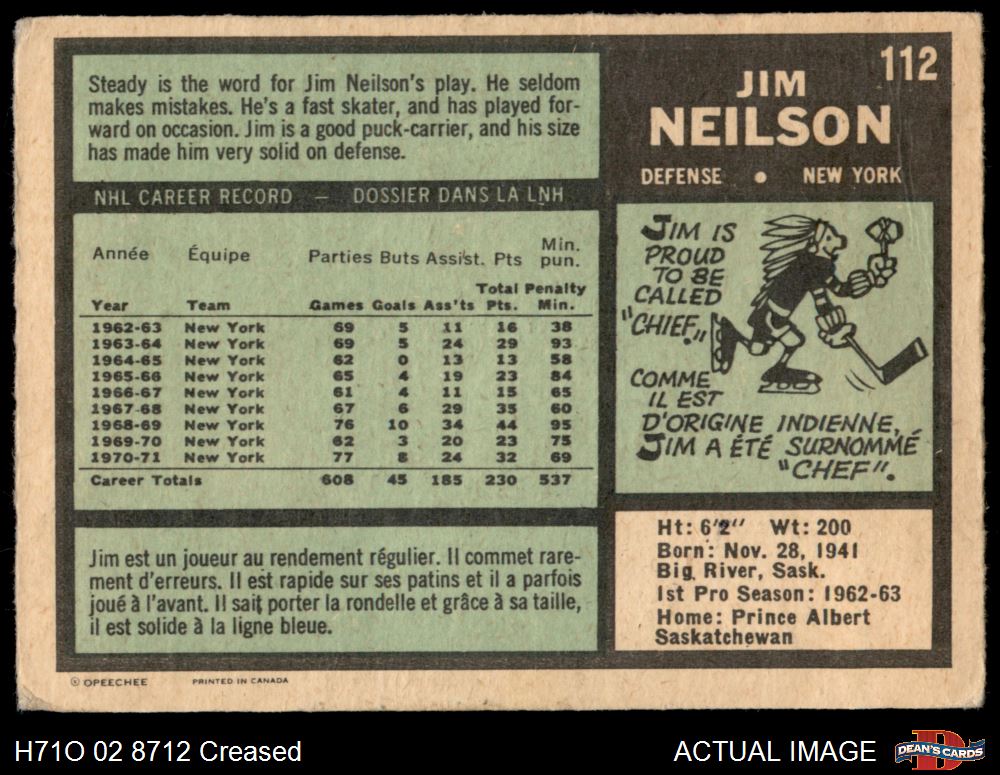 112
JIM
NEILSON
DEFENSE • NEW YORK
Steady is the word for Jim Neilson's play. He seldom
makes mistakes. He's a fast skater, and has played for-
ward on occasion. Jim is a good puck-carrier, and his size
has made him very solid on defense.
NHL CAREER RECORD — DOSSIER DANS LA LNH
Année Équipe Parties Buts Assist. Pts Min. pun.
Year Team Games Goals Ass'ts Total Pts. Penalty Min.
1962-63 New York 69 5 11 16 38
1963-64 New York 69 5 24 29 93
1964-65 New York 62 0 13 13 58
1965-66 New York 65 4 19 23 84
1966-67 New York 61 4 11 15 65
1967-68 New York 67 6 29 35 60
1968-69 New York 76 10 34 44 95
1969-70 New York 62 3 20 23 75
1970-71 New York 77 8 24 32 69
Career Totals 608 45 185 230 537
Jim est un joueur au rendement régulier. Il commet rare-
ment d'erreurs. Il est rapide sur ses patins et il a parfois
joué à l'avant. Il sait porter la rondelle et grâce à sa taille,
il est solide à la ligne bleue.
JIM IS
PROUD
TO BE
CALLED
"CHIEF."
COMME
IL EST
D'ORIGINE INDIENNE,
JIM A ÉTÉ SURNOMMÉ
"CHEF".
Ht: 6'2" Wt: 200
Born: Nov. 28, 1941
Big River, Sask.
1st Pro Season: 1962-63
Home: Prince Albert
Saskatchewan
© OPEECHEE PRINTED IN CANADA
H71O 02 8712 Creased
ACTUAL IMAGE
DEAN'S CARDS